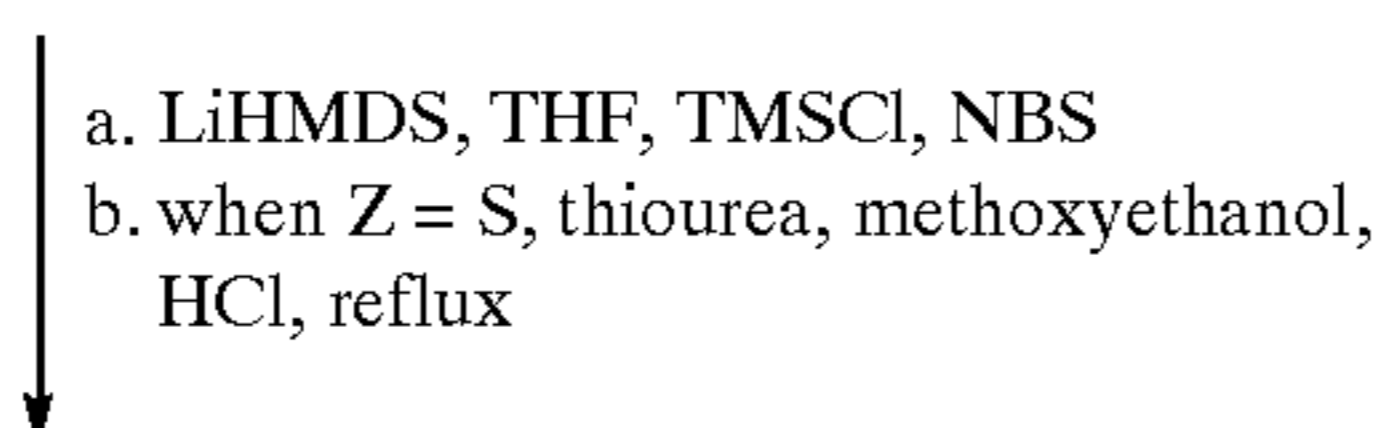 a. LiHMDS, THF, TMSCl, NBS
b. when Z = S, thiourea, methoxyethanol,
HCl, reflux